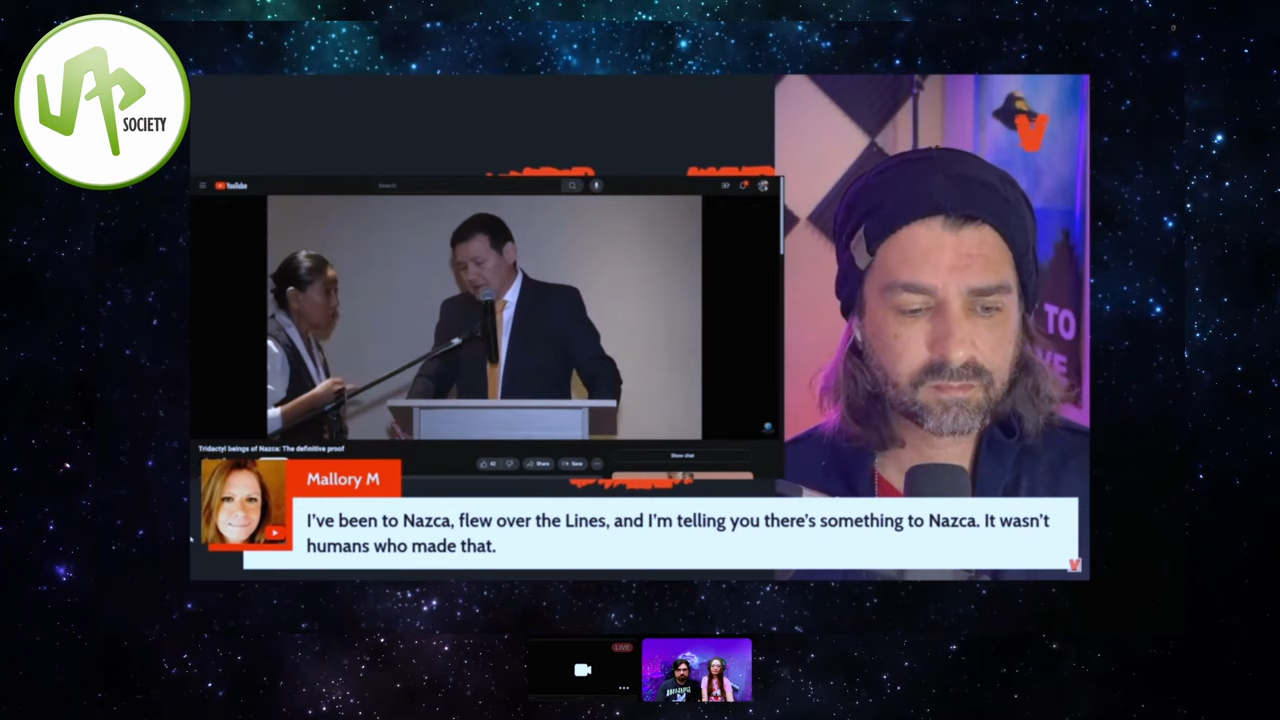 UAP
SOCIETY
V
YouTube
Search
TO
Tridactyl beings of Nazca: The definitive proof
42
Share
Save
Show chat
Mallory M
I've been to Nazca, flew over the Lines, and I'm telling you there's something to Nazca. It wasn't
humans who made that.
V
LIVE